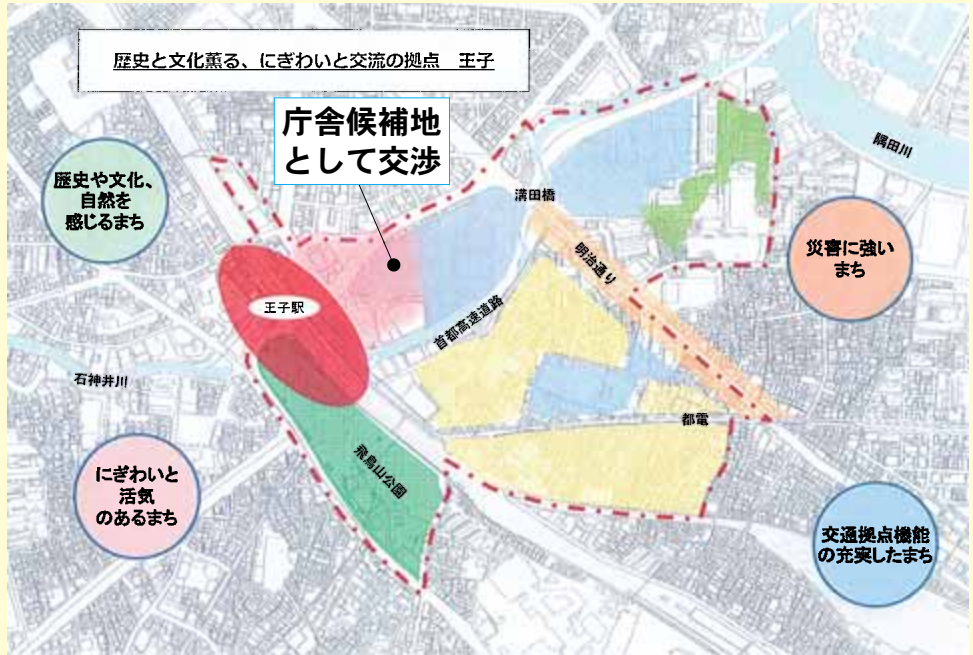 歴史と文化薫る、にぎわいと交流の拠点　王子
庁舎候補地
として交渉
隅田川
歴史や文化、
自然を
感じるまち
溝田橋
災害に強い
まち
明治通り
王子駅
首都高速道路
石神井川
都電
飛鳥山公園
にぎわいと
活気
のあるまち
交通拠点機能
の充実したまち